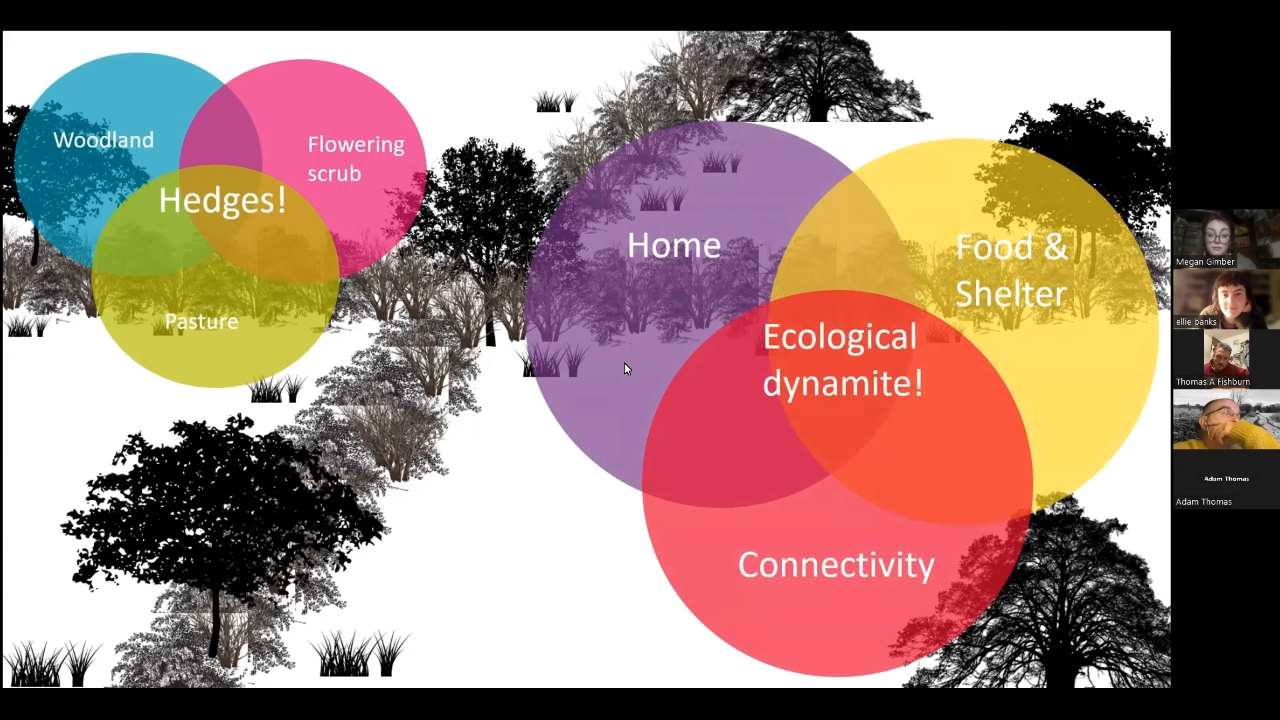 Woodland
Flowering
scrub
Hedges!
Pasture
Home
Food &
Shelter
Ecological
dynamite!
Connectivity
Megan Gimber
ellie banks
Thomas A Fishburn
Adam Thomas
Adam Thomas